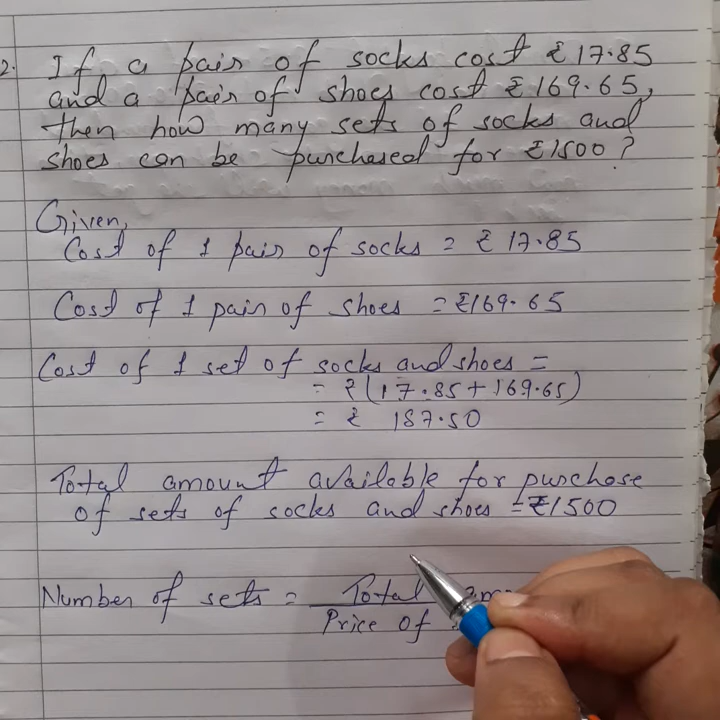 2. If a pair of socks cost ₹17.85
and a pair of shoes cost ₹169.65,
then how many sets of socks and
shoes can be purchased for ₹1500?
Given,
Cost of 1 pair of socks = ₹ 17.85
Cost of 1 pair of shoes = ₹169.65
Cost of 1 set of socks and shoes =
= ₹(17.85 + 169.65)
= ₹ 187.50
Total amount available for purchase
of sets of socks and shoes = ₹1500
Number of sets = Total
Price of